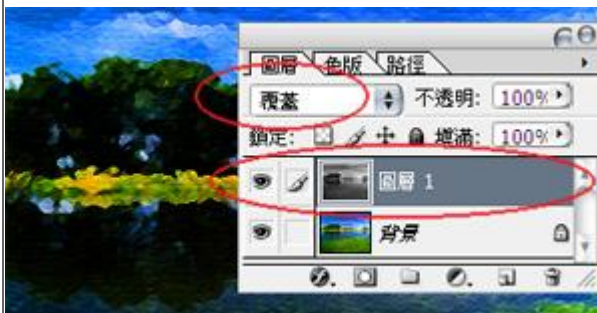 圖層 色版 路徑
覆蓋 不透明: 100%
鎖定: 填滿: 100%
圖層 1
背景